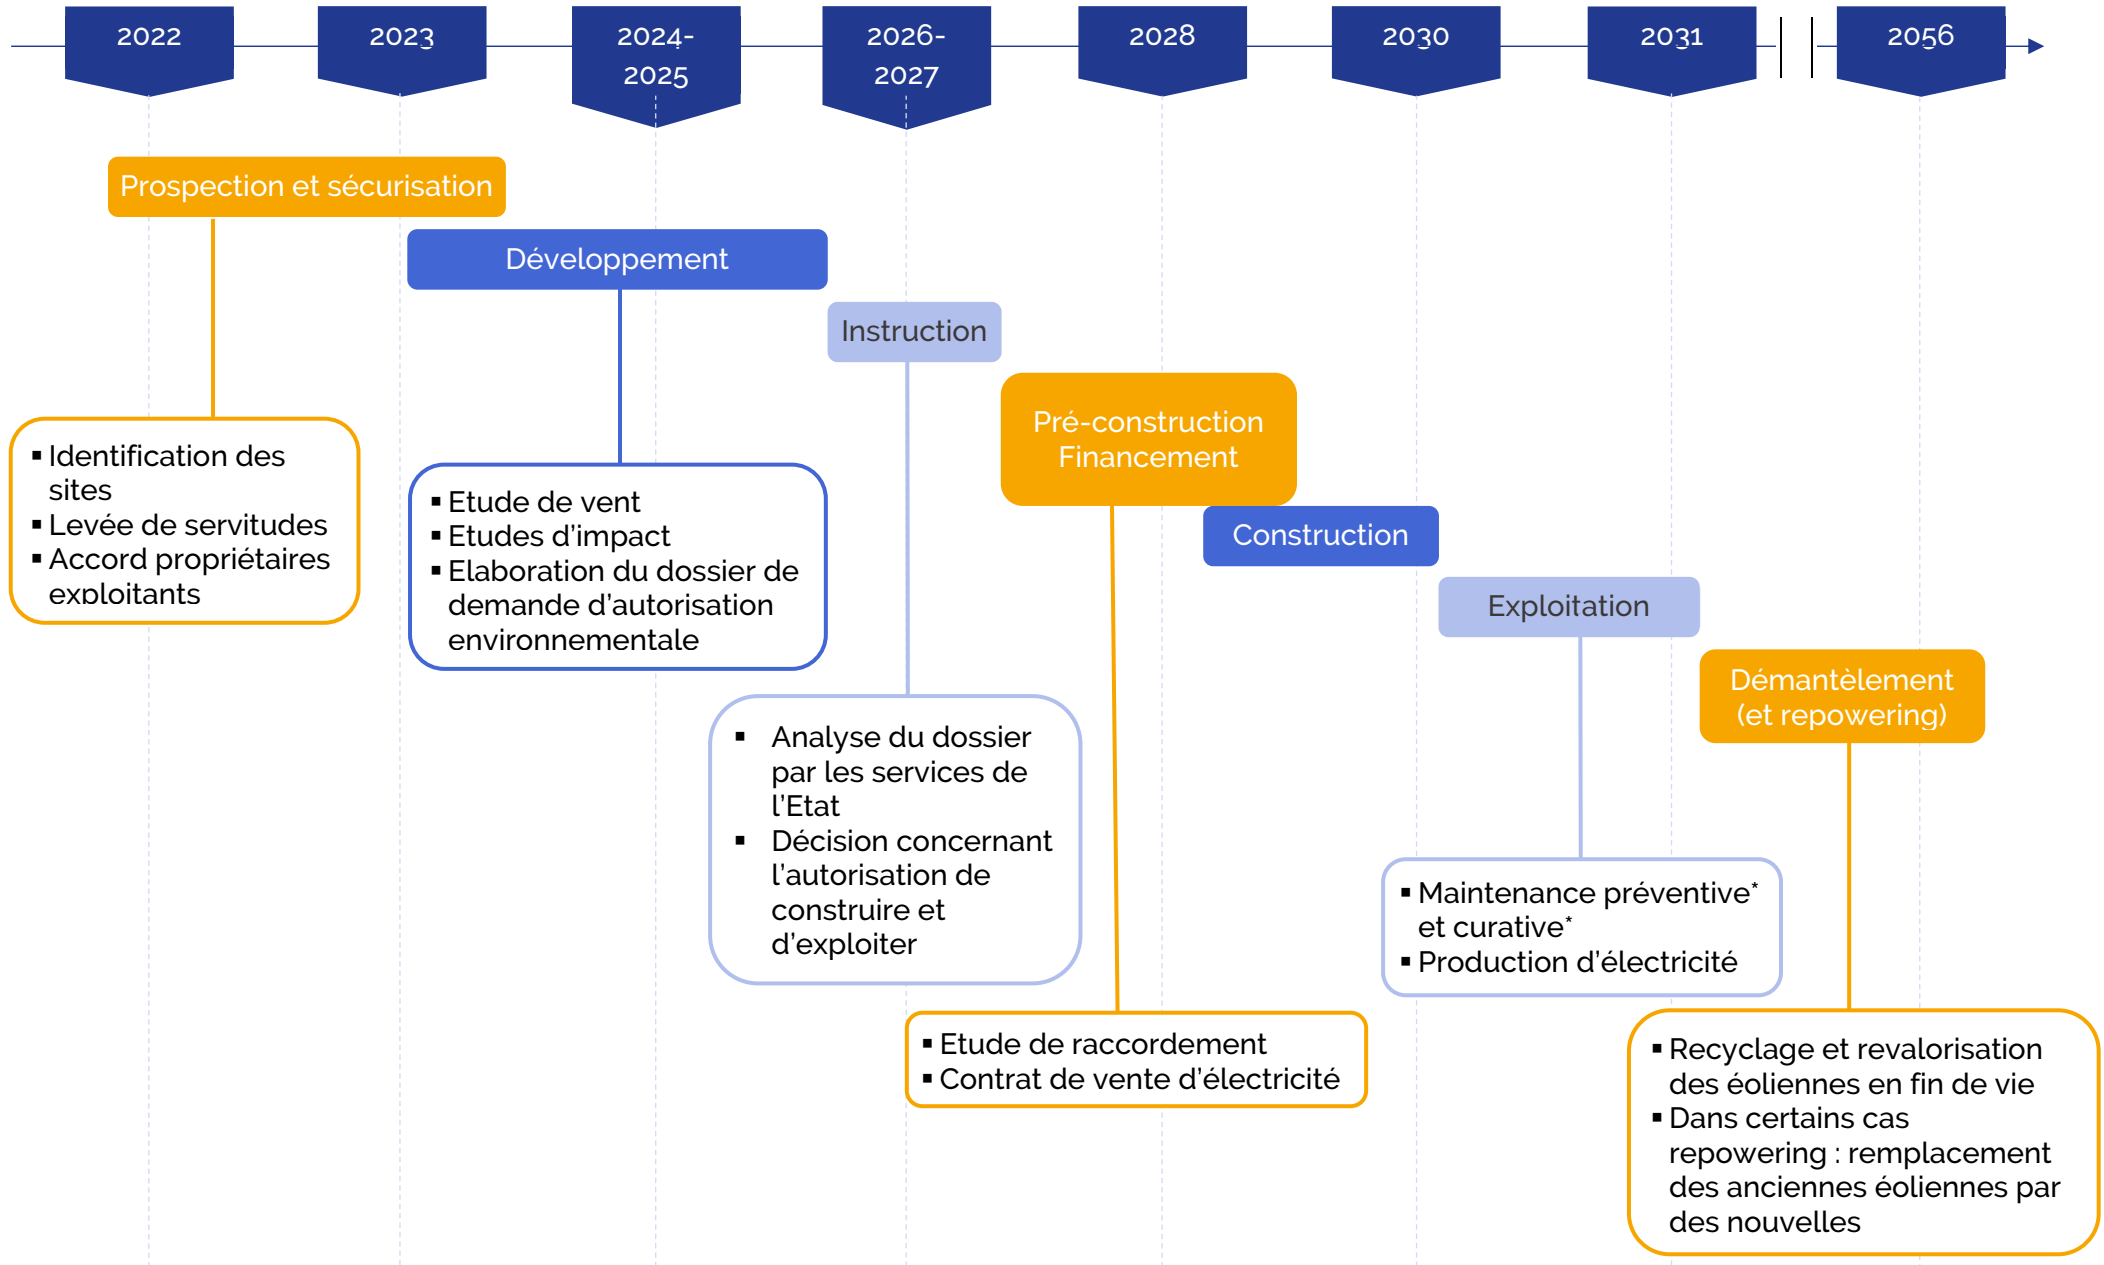 2022
2023
2024-
2025
2026-
2027
2028
2030
2031
2056
Prospection et sécurisation
Développement
Instruction
Pré-construction
Financement
Construction
Exploitation
Démantèlement
(et repowering)
▪ Identification des
sites
▪ Levée de servitudes
▪ Accord propriétaires
exploitants
▪ Etude de vent
▪ Etudes d’impact
▪ Elaboration du dossier de
demande d’autorisation
environnementale
▪ Analyse du dossier
par les services de
l’Etat
▪ Décision concernant
l’autorisation de
construire et
d’exploiter
▪ Etude de raccordement
▪ Contrat de vente d’électricité
▪ Maintenance préventive*
et curative*
▪ Production d’électricité
▪ Recyclage et revalorisation
des éoliennes en fin de vie
▪ Dans certains cas
repowering : remplacement
des anciennes éoliennes par
des nouvelles